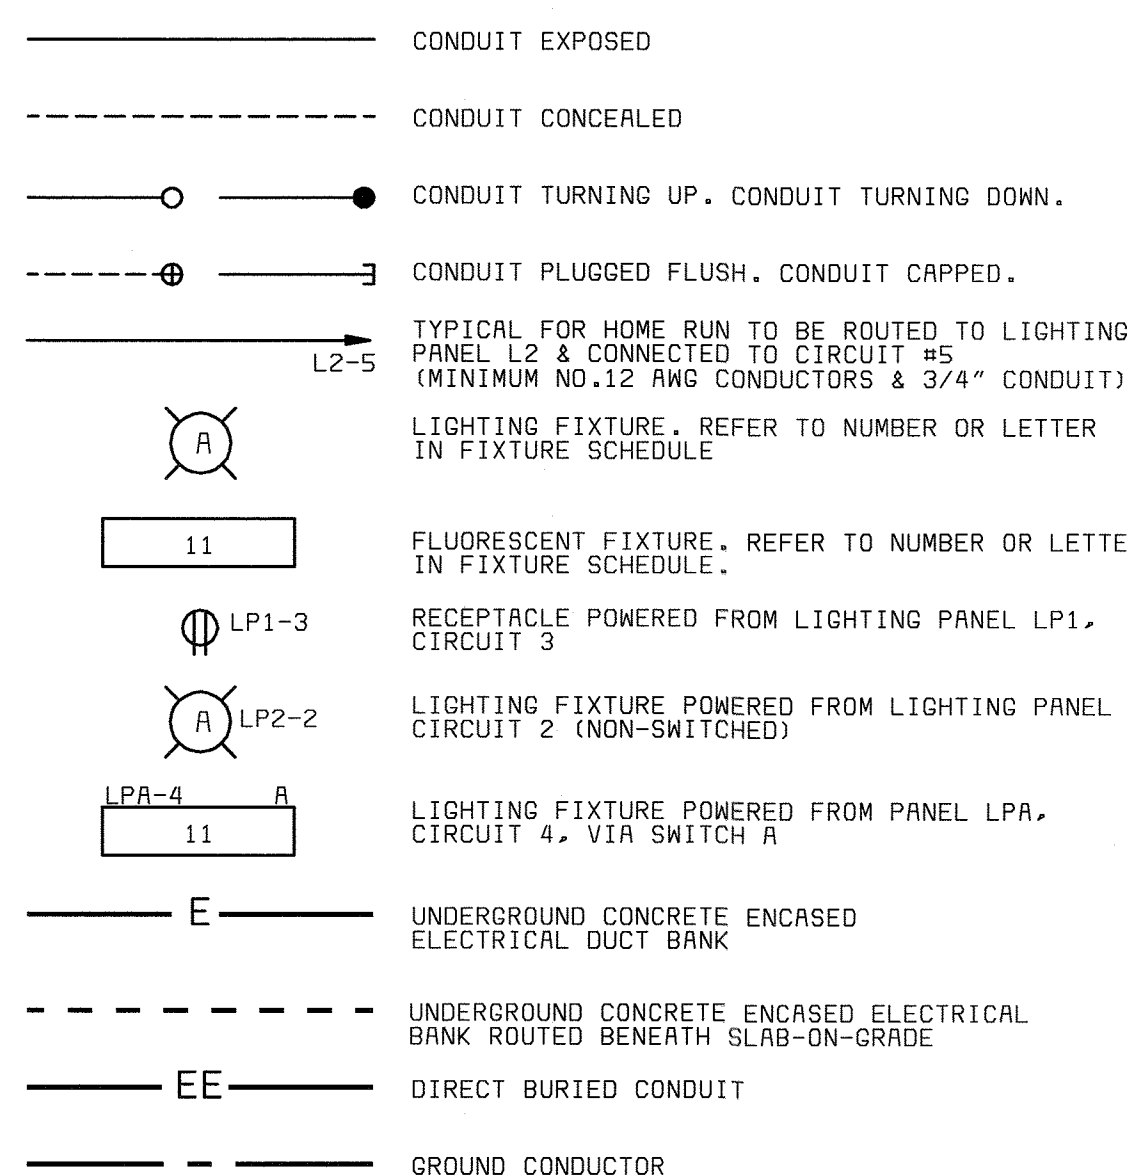 CONDUIT EXPOSED
CONDUIT CONCEALED
CONDUIT TURNING UP. CONDUIT TURNING DOWN.
CONDUIT PLUGGED FLUSH. CONDUIT CAPPED.
L2-5
TYPICAL FOR HOME RUN TO BE ROUTED TO LIGHTING
PANEL L2 & CONNECTED TO CIRCUIT #5
(MINIMUM NO.12 AWG CONDUCTORS & 3/4" CONDUIT)
A
LIGHTING FIXTURE. REFER TO NUMBER OR LETTER
IN FIXTURE SCHEDULE
11
FLUORESCENT FIXTURE. REFER TO NUMBER OR LETTE
IN FIXTURE SCHEDULE.
LP1-3
RECEPTACLE POWERED FROM LIGHTING PANEL LP1,
CIRCUIT 3
A LP2-2
LIGHTING FIXTURE POWERED FROM LIGHTING PANEL
CIRCUIT 2 (NON-SWITCHED)
LPA-4 A
11
LIGHTING FIXTURE POWERED FROM PANEL LPA,
CIRCUIT 4, VIA SWITCH A
E
UNDERGROUND CONCRETE ENCASED
ELECTRICAL DUCT BANK
UNDERGROUND CONCRETE ENCASED ELECTRICAL
BANK ROUTED BENEATH SLAB-ON-GRADE
EE
DIRECT BURIED CONDUIT
GROUND CONDUCTOR